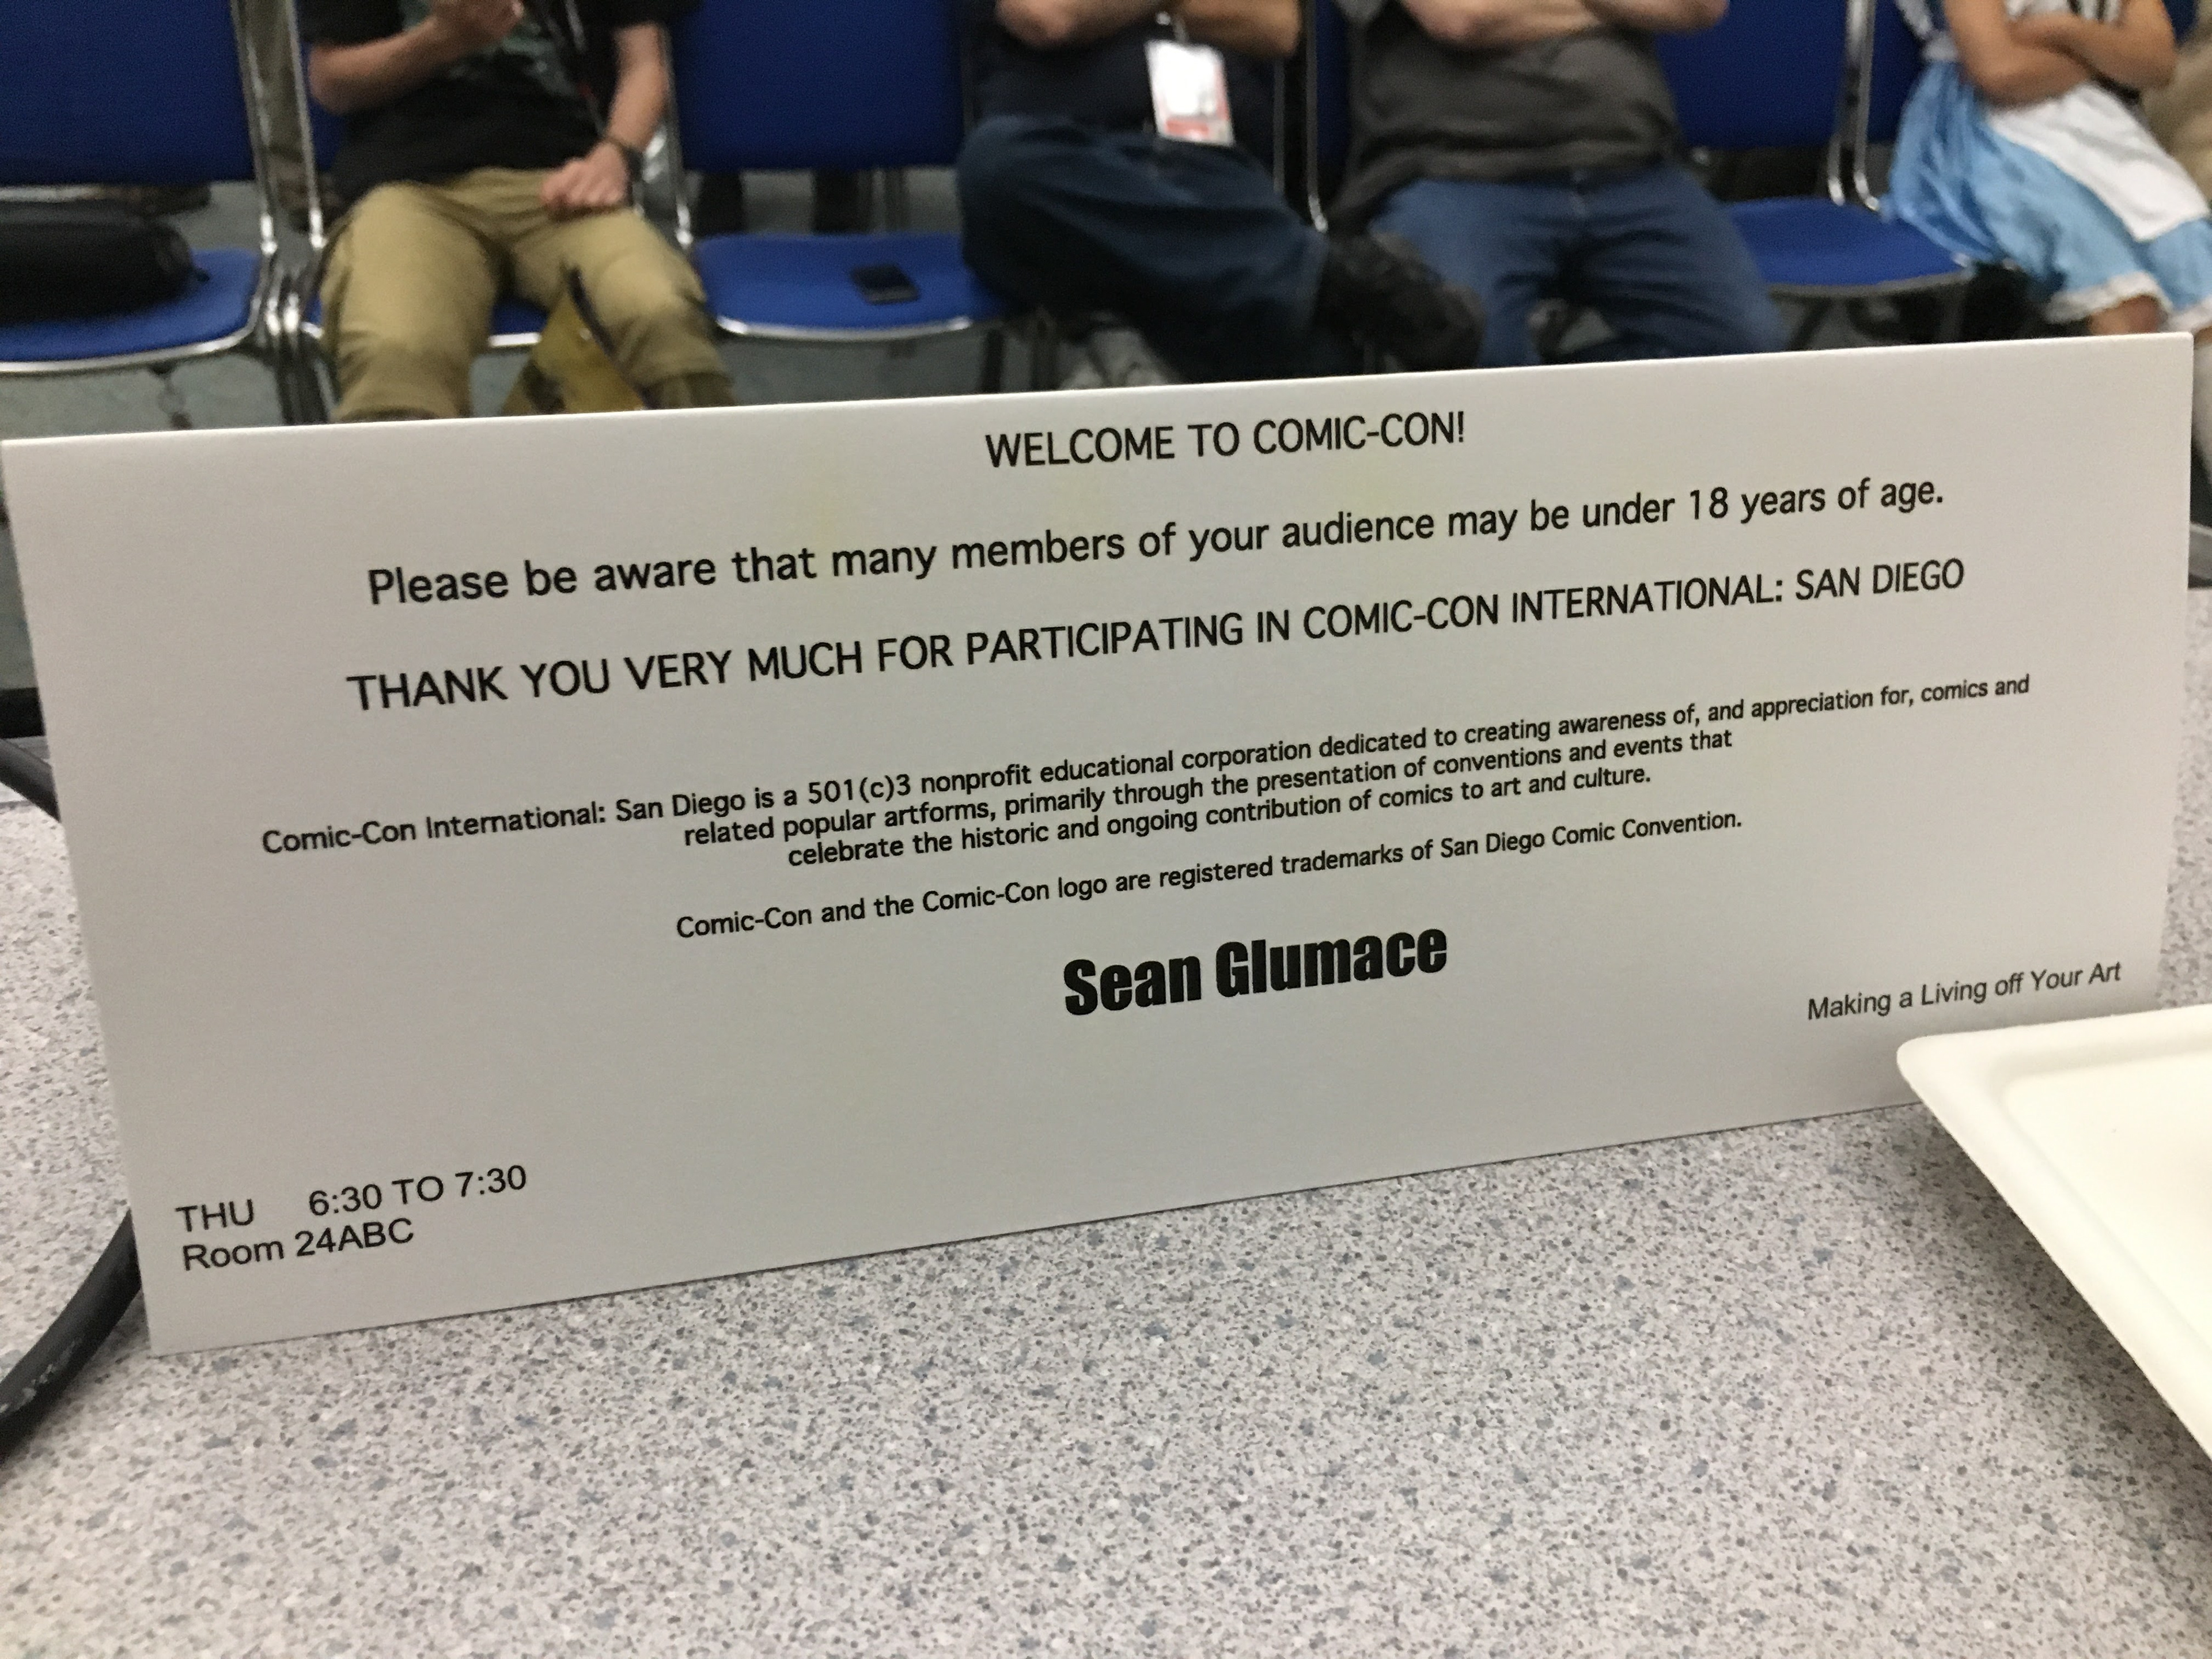 WELCOME TO COMIC-CON!
Please be aware that many members of your audience may be under 18 years of age.
THANK YOU VERY MUCH FOR PARTICIPATING IN COMIC-CON INTERNATIONAL: SAN DIEGO
Comic-Con International: San Diego is a 501(c)3 nonprofit educational corporation dedicated to creating awareness of, and appreciation for, comics and
related popular artforms, primarily through the presentation of conventions and events that
celebrate the historic and ongoing contribution of comics to art and culture.
Comic-Con and the Comic-Con logo are registered trademarks of San Diego Comic Convention.
Sean Glumace
Making a Living off Your Art
THU 6:30 TO 7:30
Room 24ABC